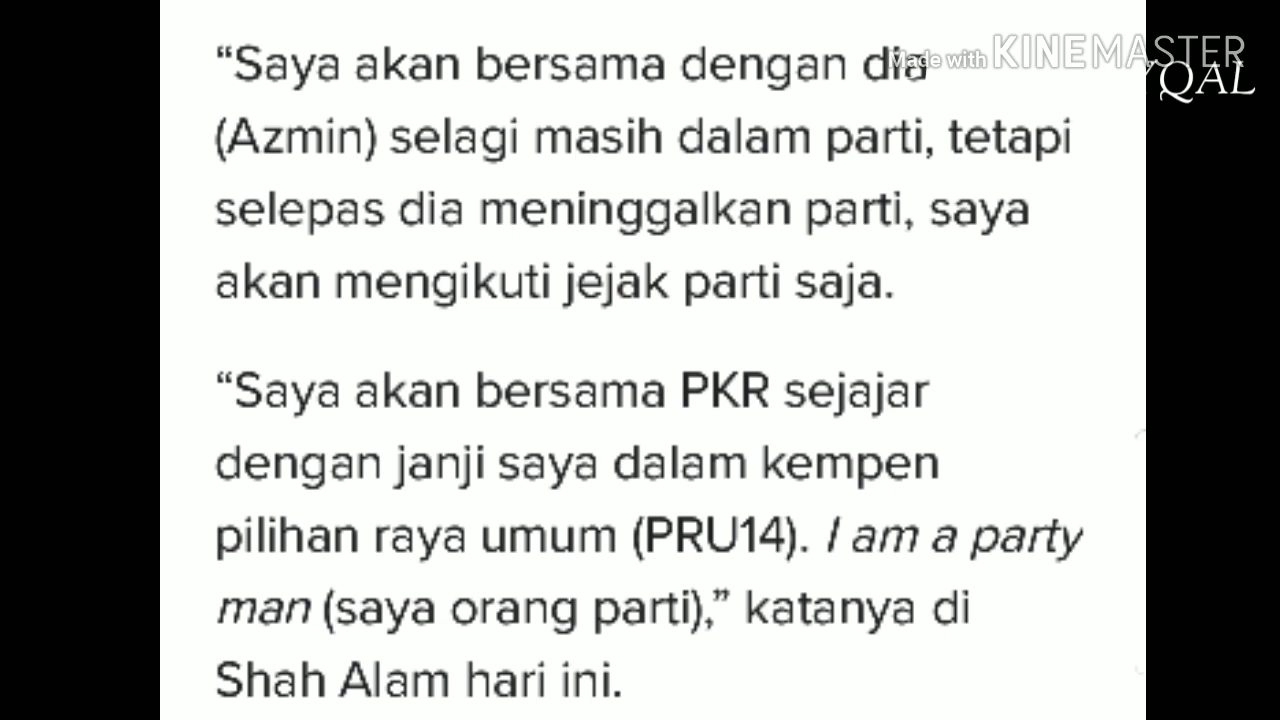 “Saya akan bersama dengan dia
Made with KINEMASTER
QAL
(Azmin) selagi masih dalam parti, tetapi
selepas dia meninggalkan parti, saya
akan mengikuti jejak parti saja.
“Saya akan bersama PKR sejajar
dengan janji saya dalam kempen
pilihan raya umum (PRU14). I am a party
man (saya orang parti),” katanya di
Shah Alam hari ini.